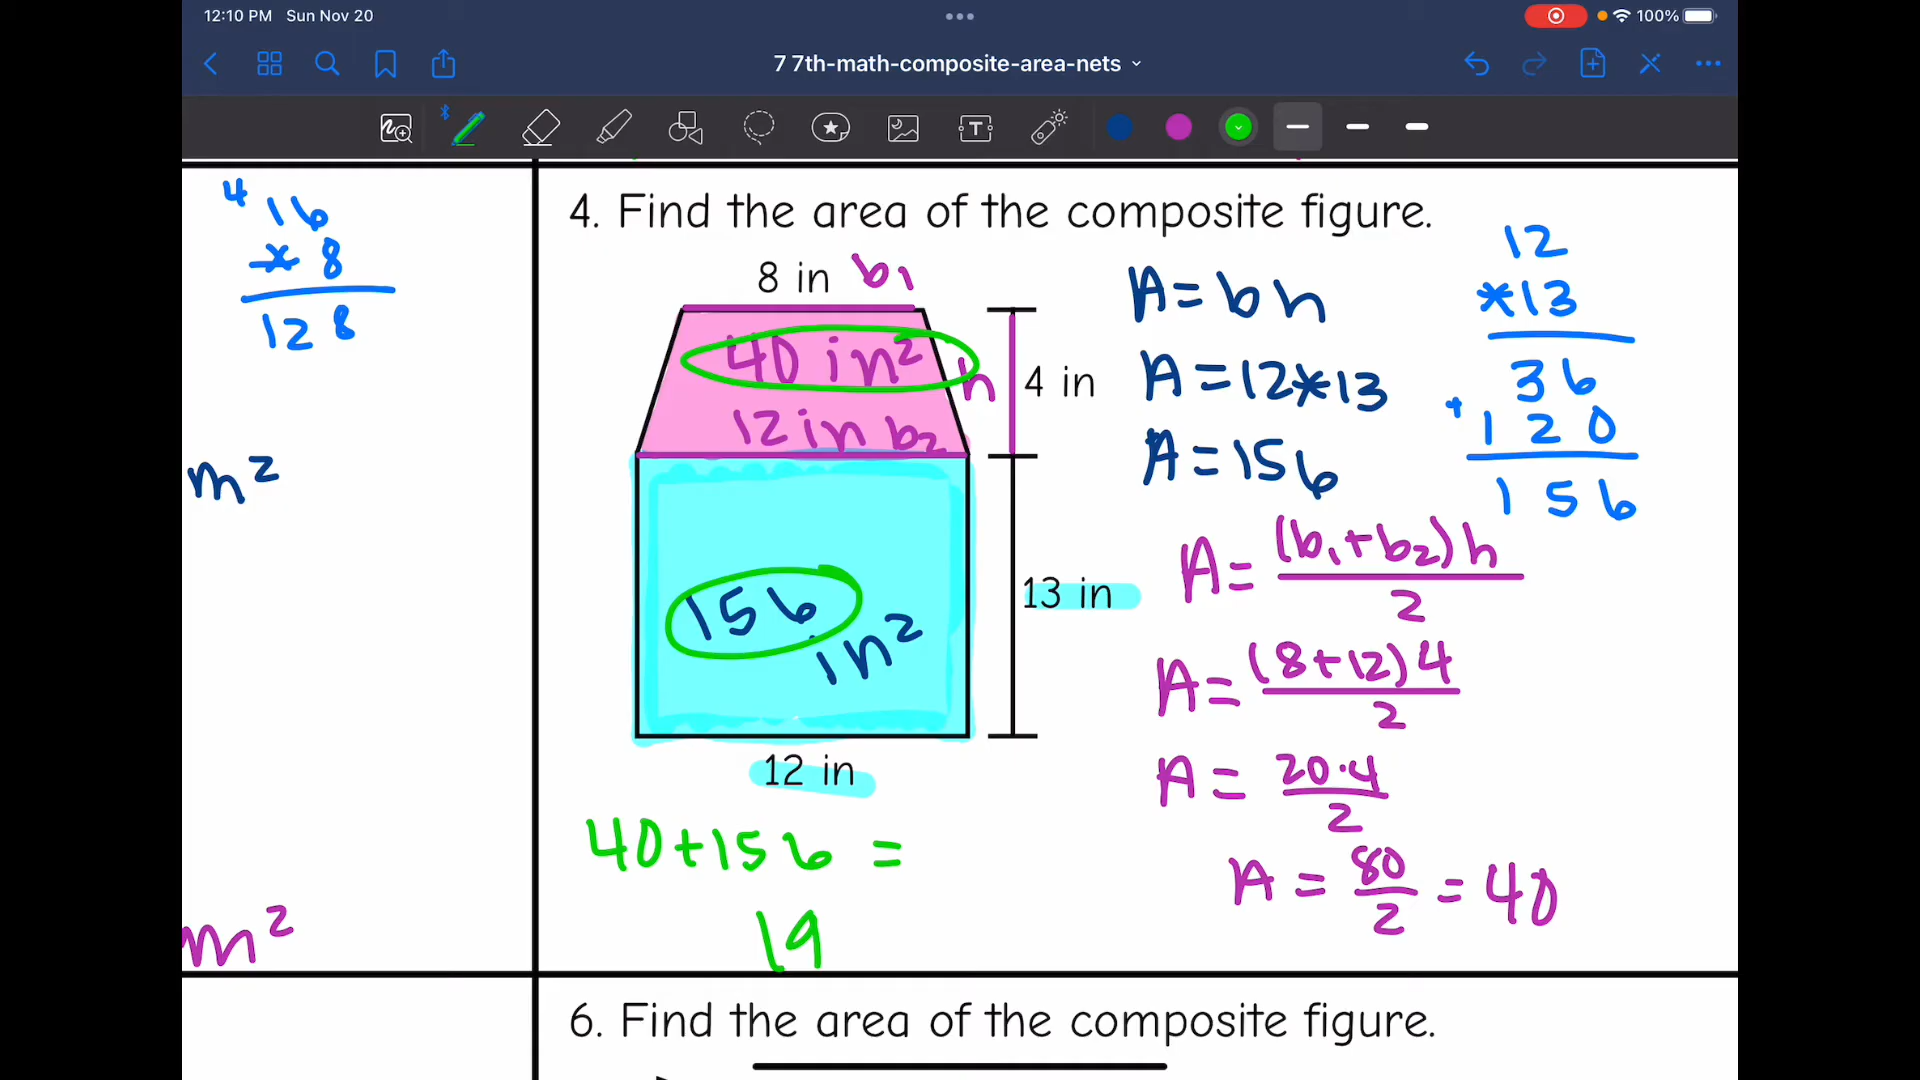 12:10 PM Sun Nov 20
100%
7 7th-math-composite-area-nets
4
16
* 8
128
m²
m²
4. Find the area of the composite figure.
8 in b₁
40 in²
h
4 in
12 in b₂
156
in²
13 in
12 in
40+156 =
19
A = bh
A = 12*13
A = 156
12
*13
36
+120
156
A = (b₁+b₂)h
2
A = (8+12)4
2
A = 20·4
2
A = 80/2 = 40
6. Find the area of the composite figure.